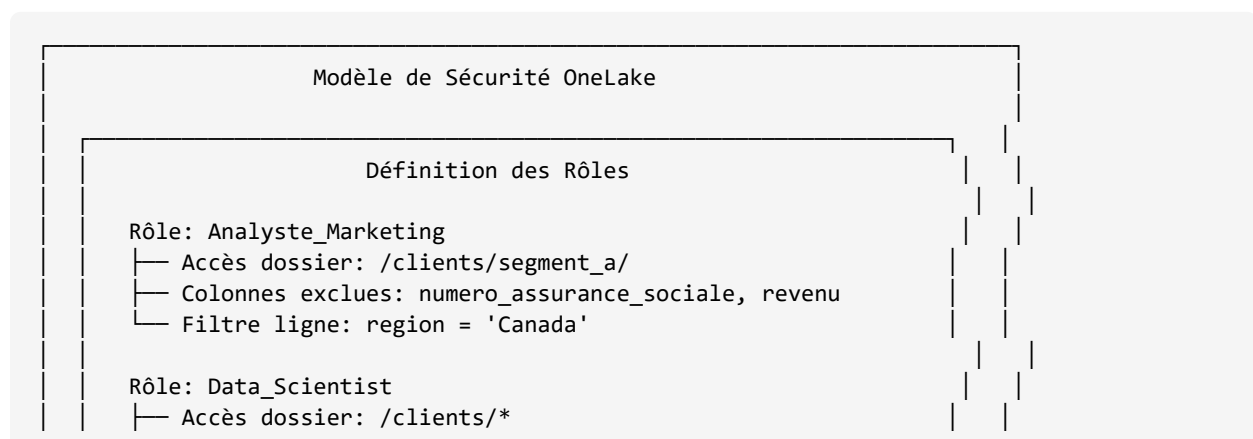 Modèle de Sécurité OneLake
Définition des Rôles
Rôle: Analyste_Marketing
├── Accès dossier: /clients/segment_a/
├── Colonnes exclues: numero_assurance_sociale, revenu
└── Filtre ligne: region = 'Canada'
Rôle: Data_Scientist
├── Accès dossier: /clients/*